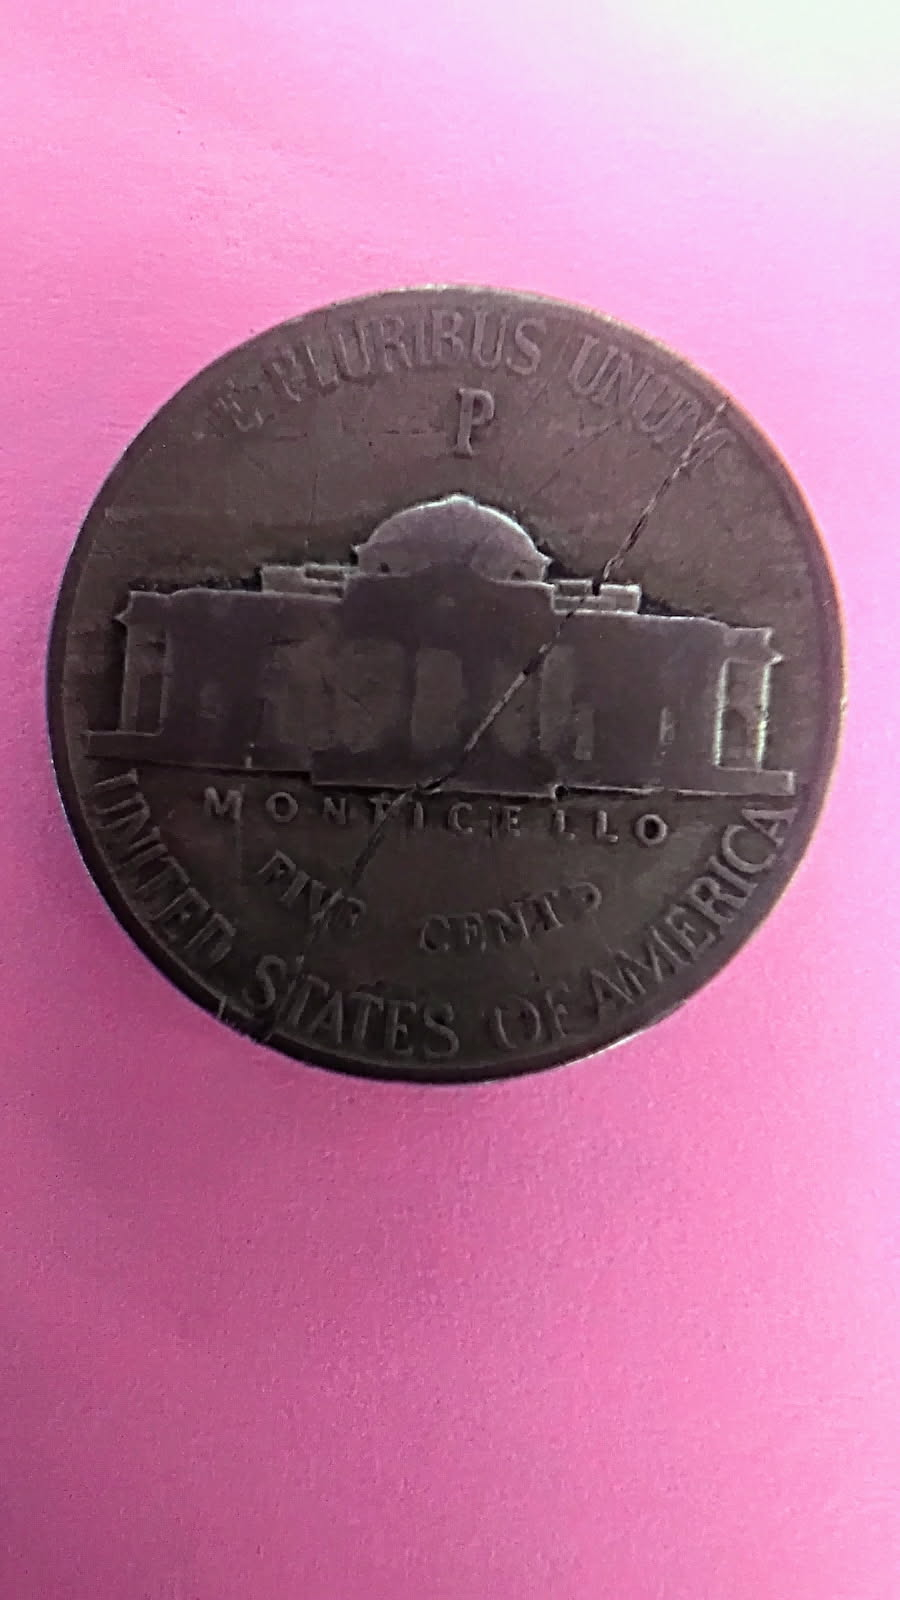 E PLURIBUS UNUM
P
MONTICELLO
FIVE CENTS
UNITED STATES OF AMERICA